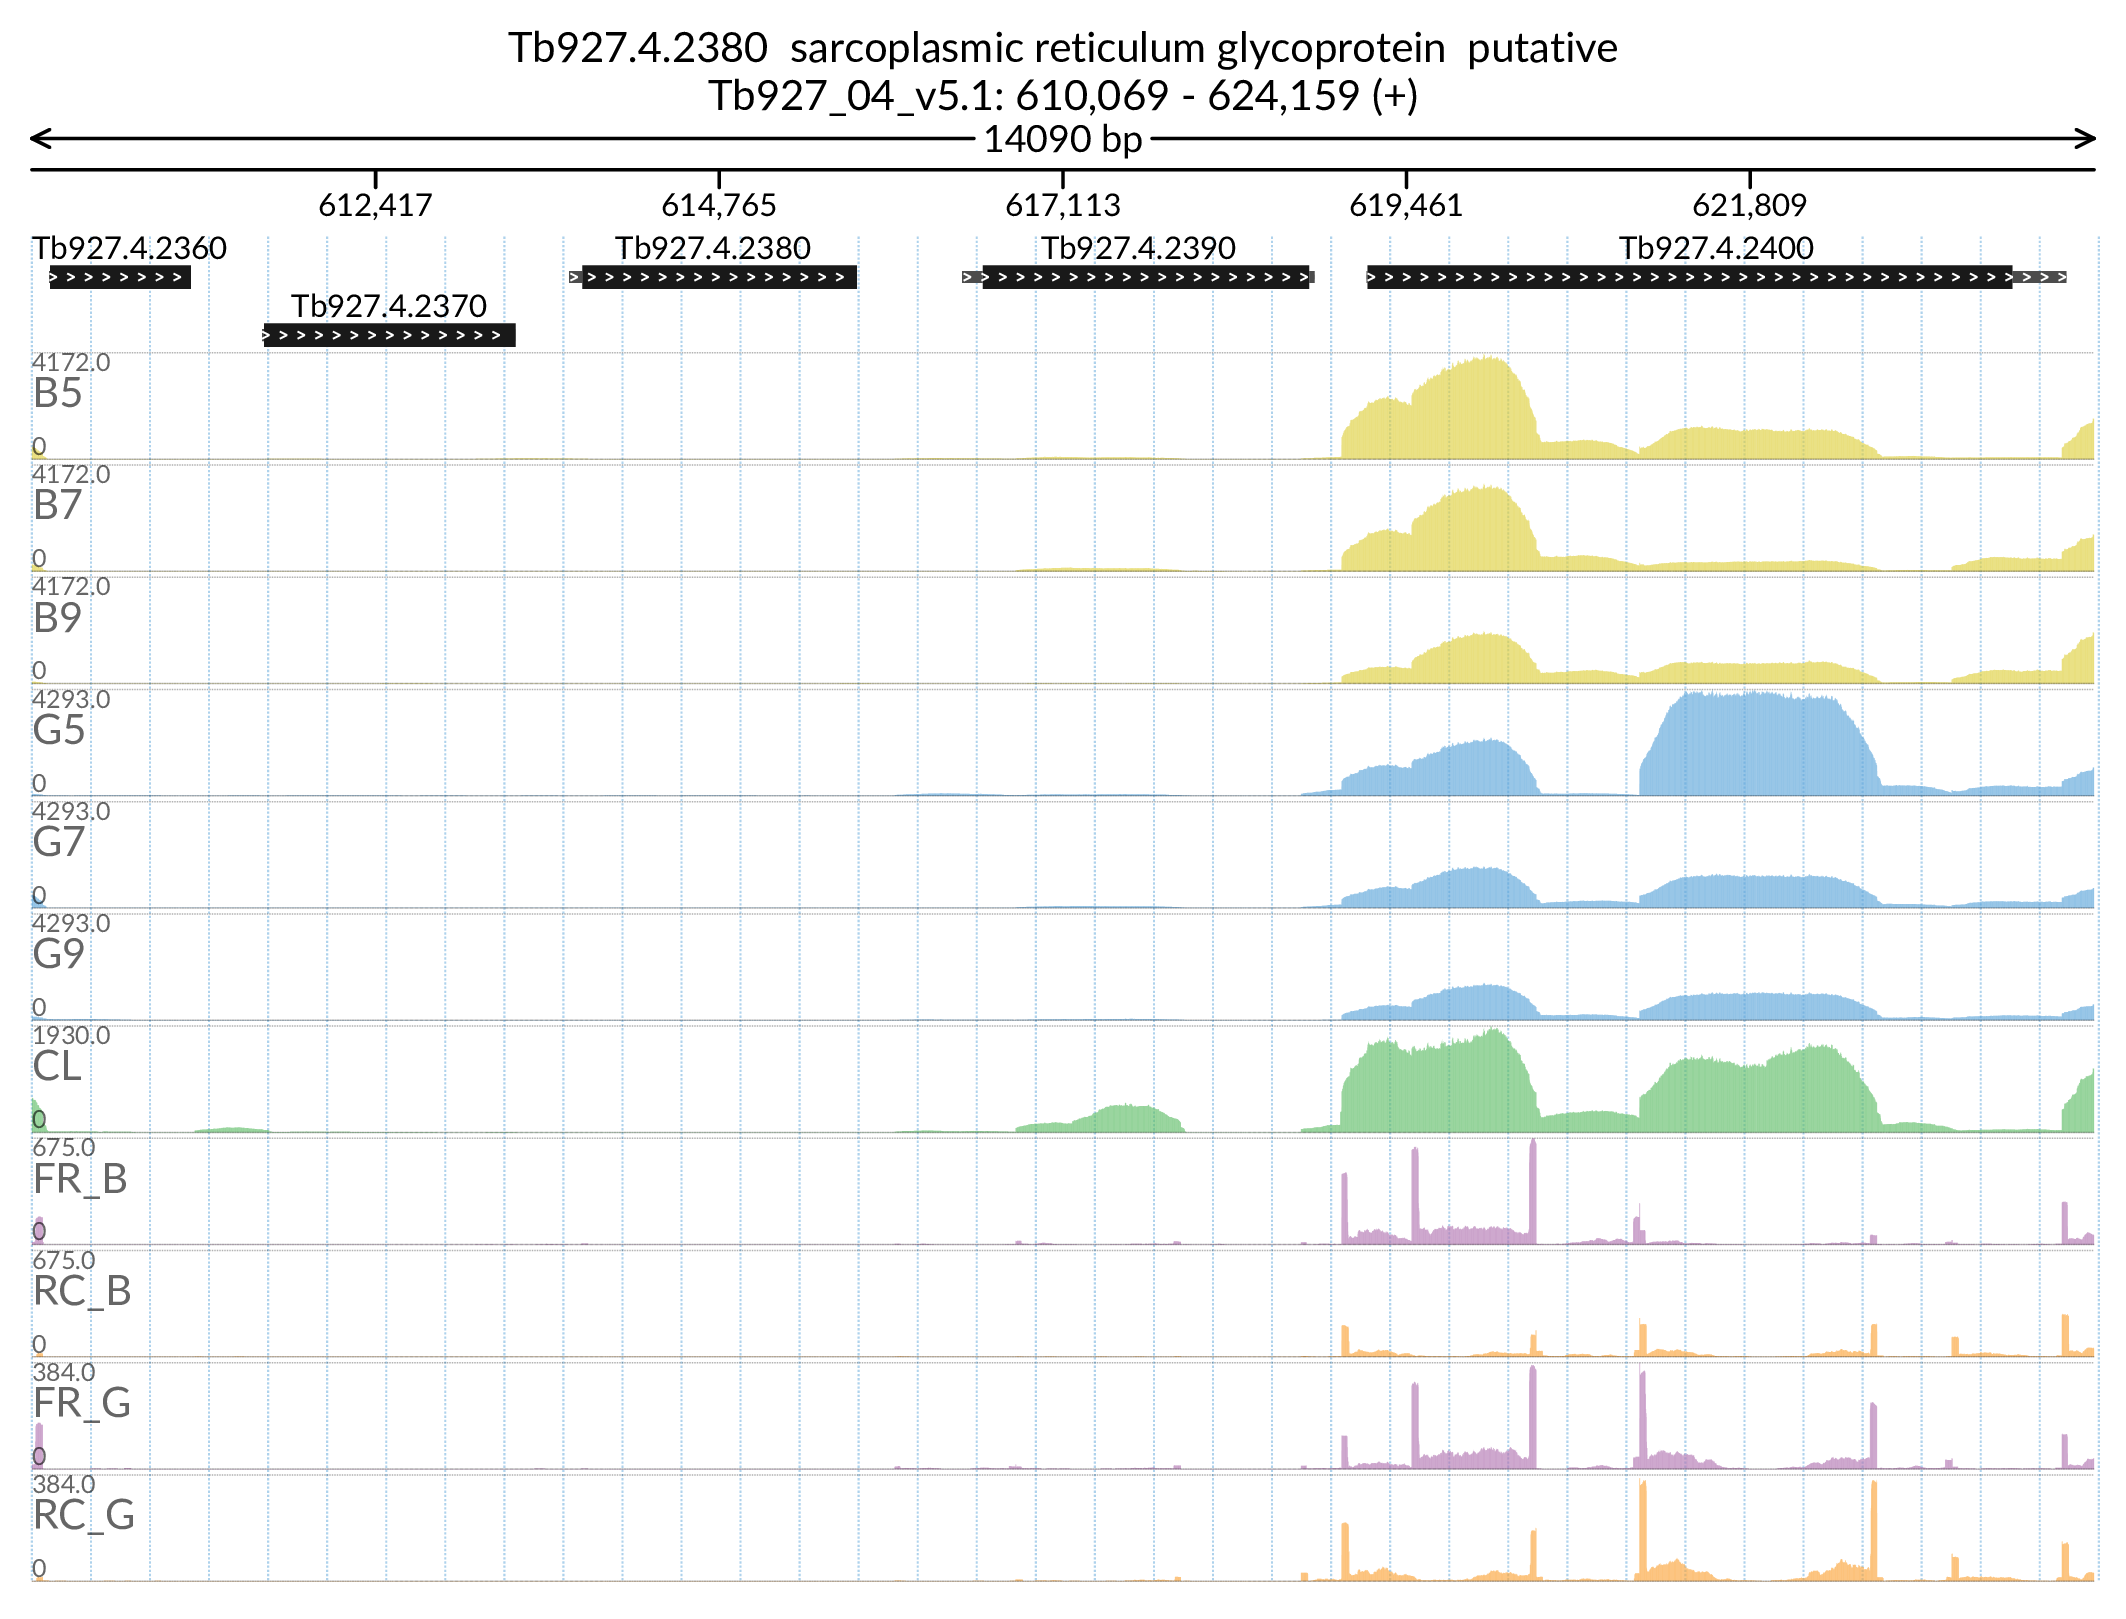 Tb927.4.2380  sarcoplasmic reticulum glycoprotein  putative
Tb927_04_v5.1: 610,069 - 624,159 (+)
14090 bp
612,417 614,765 617,113 619,461 621,809
Tb927.4.2360 Tb927.4.2380 Tb927.4.2390 Tb927.4.2400
Tb927.4.2370
4172.0
B5
0
4172.0
B7
0
4172.0
B9
0
4293.0
G5
0
4293.0
G7
0
4293.0
G9
0
1930.0
CL
0
675.0
FR_B
0
675.0
RC_B
0
384.0
FR_G
0
384.0
RC_G
0